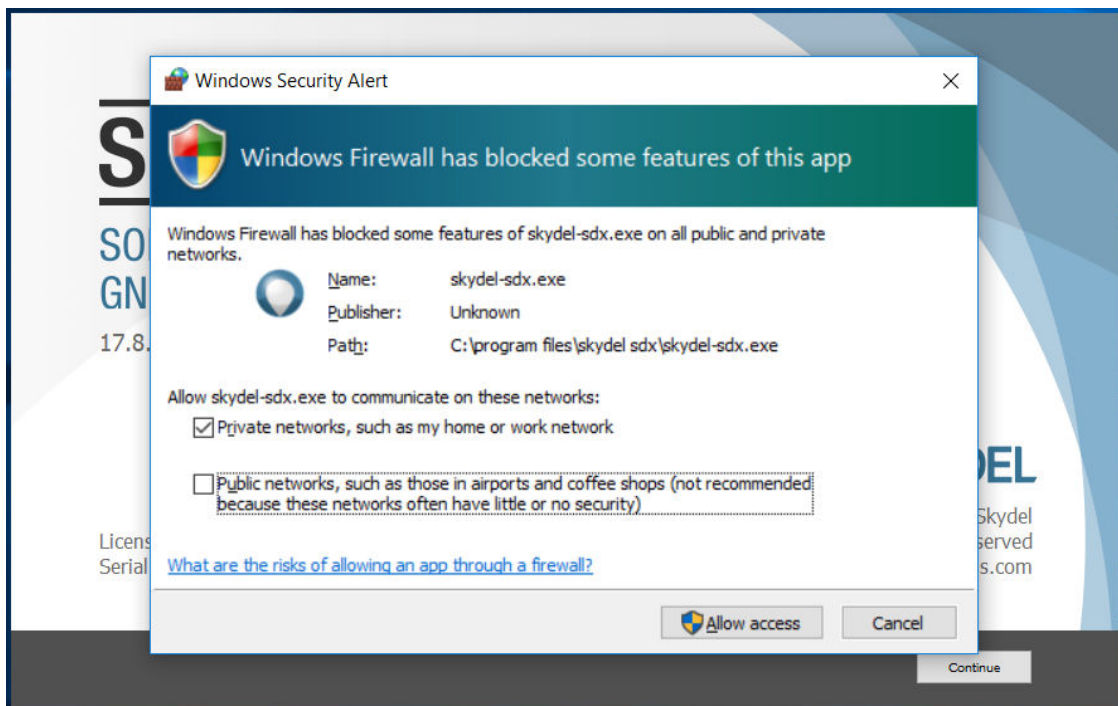 Windows Security Alert
Windows Firewall has blocked some features of this app
Windows Firewall has blocked some features of skydel-sdx.exe on all public and private
networks.
Name: skydel-sdx.exe
Publisher: Unknown
Path: C:\program files\skydel sdx\skydel-sdx.exe
Allow skydel-sdx.exe to communicate on these networks:
Private networks, such as my home or work network
Public networks, such as those in airports and coffee shops (not recommended
because these networks often have little or no security)
What are the risks of allowing an app through a firewall?
Allow access Cancel
S
SO
GN
17.8.
DEL
Skydel
Licens served
Serial s.com
Continue